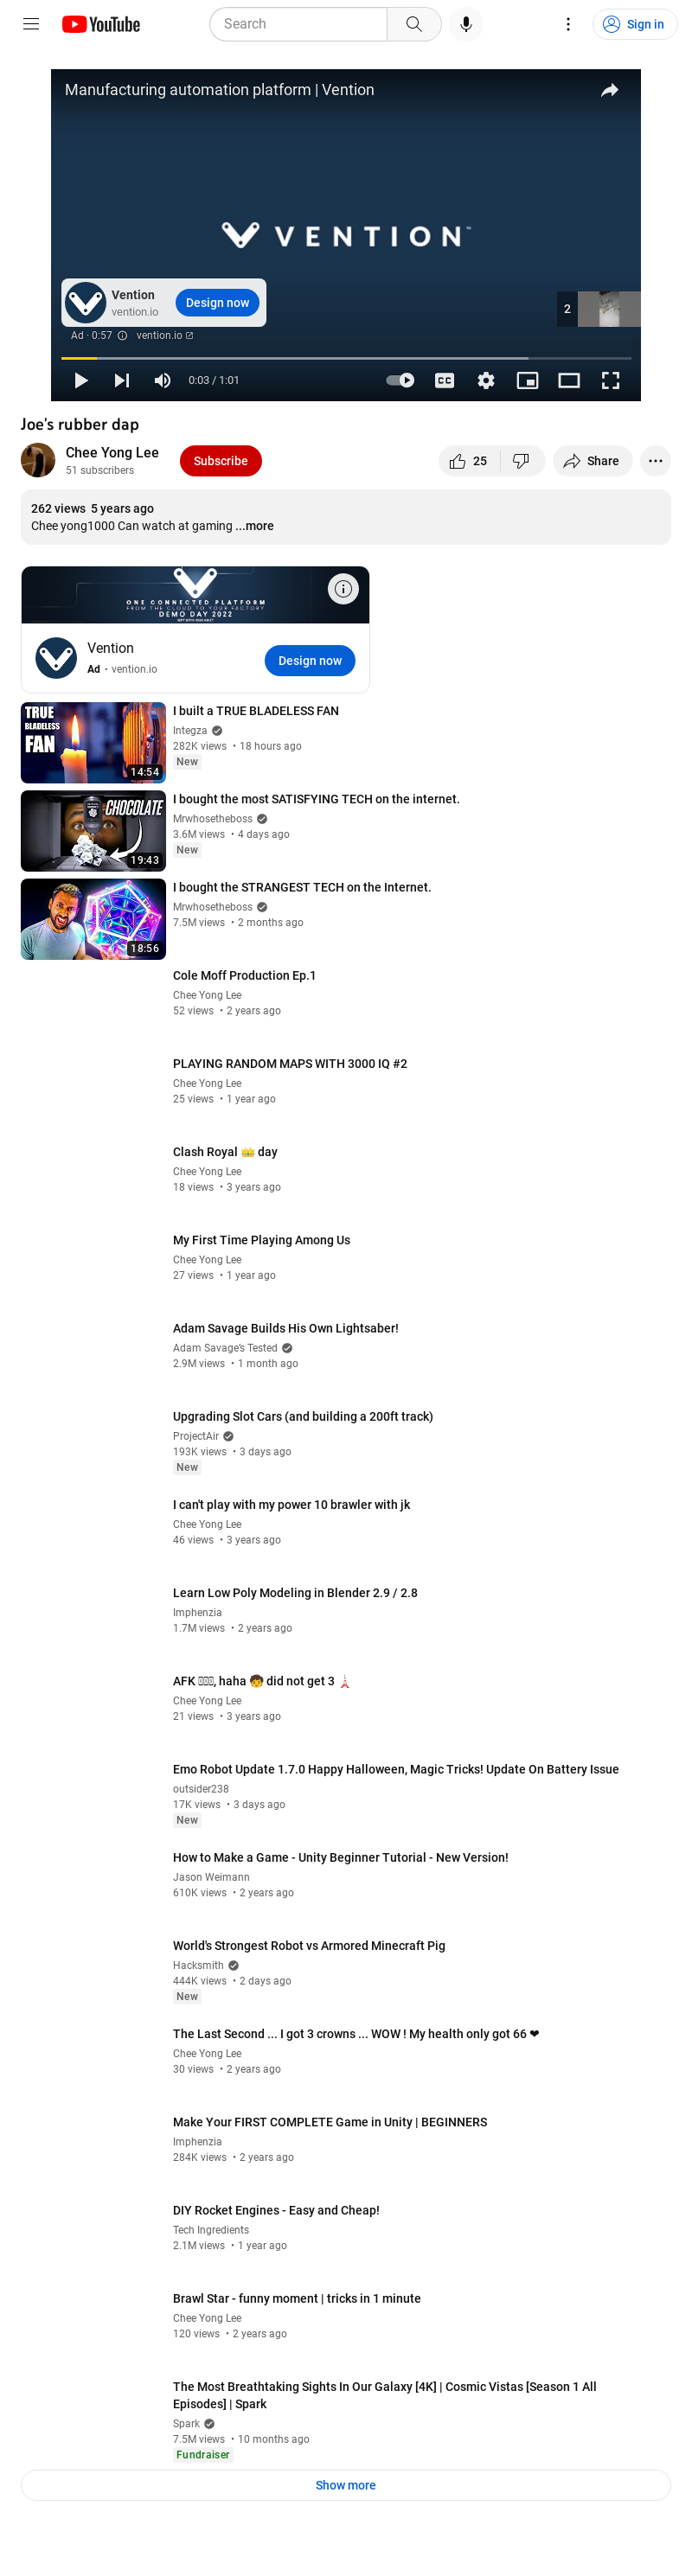 YouTube
Search
Sign in
Manufacturing automation platform | Vention
VENTION™
Vention
vention.io
Design now
2
Ad · 0:57 vention.io
0:03 / 1:01
CC
Joe's rubber dap
Chee Yong Lee
51 subscribers
Subscribe
25
Share
262 views 5 years ago
Chee yong1000 Can watch at gaming ...more
ONE CONNECTED PLATFORM
FROM THE CLOUD TO YOUR FACTORY
DEMO DAY 2022
Vention
Ad • vention.io
Design now
TRUE
BLADELESS
FAN
14:54
I built a TRUE BLADELESS FAN
Integza
282K views • 18 hours ago
New
CHOCOLATE
19:43
I bought the most SATISFYING TECH on the internet.
Mrwhosetheboss
3.6M views • 4 days ago
New
18:56
I bought the STRANGEST TECH on the Internet.
Mrwhosetheboss
7.5M views • 2 months ago
Cole Moff Production Ep.1
Chee Yong Lee
52 views • 2 years ago
PLAYING RANDOM MAPS WITH 3000 IQ #2
Chee Yong Lee
25 views • 1 year ago
Clash Royal 👑 day
Chee Yong Lee
18 views • 3 years ago
My First Time Playing Among Us
Chee Yong Lee
27 views • 1 year ago
Adam Savage Builds His Own Lightsaber!
Adam Savage's Tested
2.9M views • 1 month ago
Upgrading Slot Cars (and building a 200ft track)
ProjectAir
193K views • 3 days ago
New
I can't play with my power 10 brawler with jk
Chee Yong Lee
46 views • 3 years ago
Learn Low Poly Modeling in Blender 2.9 / 2.8
Imphenzia
1.7M views • 2 years ago
AFK , haha 🧒 did not get 3 🗼
Chee Yong Lee
21 views • 3 years ago
Emo Robot Update 1.7.0 Happy Halloween, Magic Tricks! Update On Battery Issue
outsider238
17K views • 3 days ago
New
How to Make a Game - Unity Beginner Tutorial - New Version!
Jason Weimann
610K views • 2 years ago
World's Strongest Robot vs Armored Minecraft Pig
Hacksmith
444K views • 2 days ago
New
The Last Second ... I got 3 crowns ... WOW ! My health only got 66 ❤
Chee Yong Lee
30 views • 2 years ago
Make Your FIRST COMPLETE Game in Unity | BEGINNERS
Imphenzia
284K views • 2 years ago
DIY Rocket Engines - Easy and Cheap!
Tech Ingredients
2.1M views • 1 year ago
Brawl Star - funny moment | tricks in 1 minute
Chee Yong Lee
120 views • 2 years ago
The Most Breathtaking Sights In Our Galaxy [4K] | Cosmic Vistas [Season 1 All
Episodes] | Spark
Spark
7.5M views • 10 months ago
Fundraiser
Show more